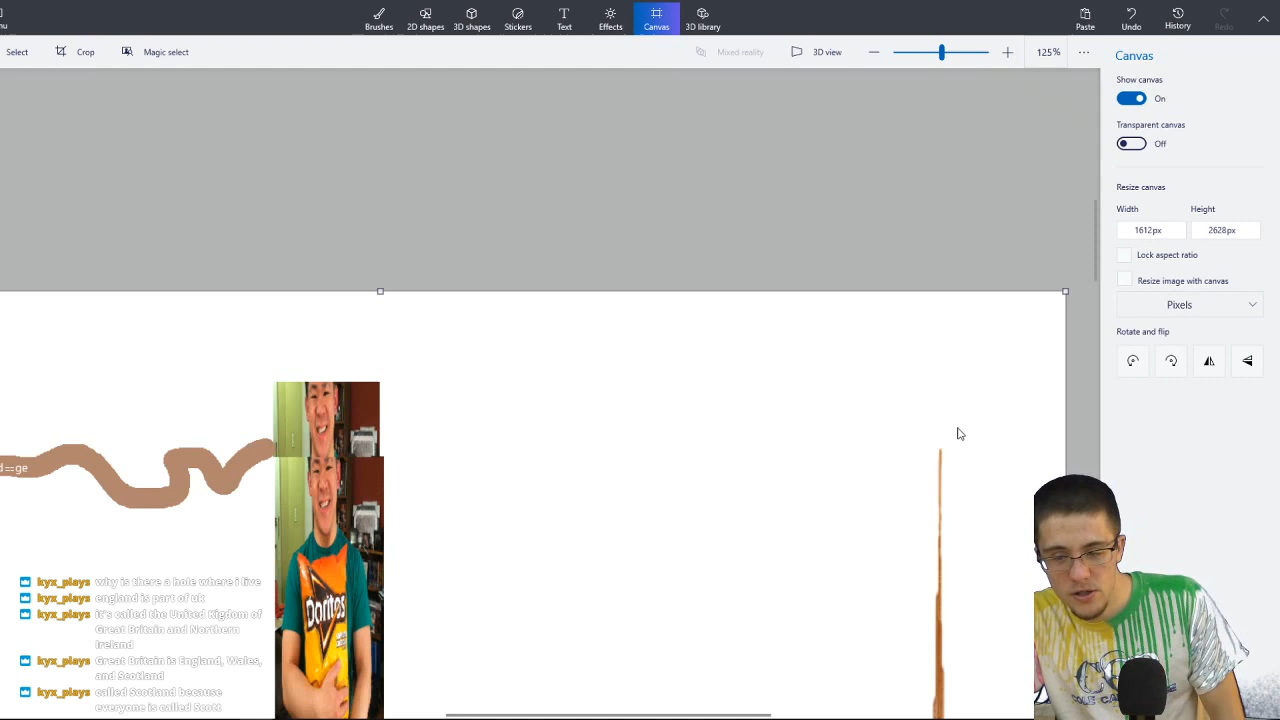 nu
Brushes
2D shapes
3D shapes
Stickers
Text
Effects
Canvas
3D library
Paste
Undo
History
Redo
Select
Crop
Magic select
Mixed reality
3D view
125%
Canvas
Show canvas
On
Transparent canvas
Off
Resize canvas
Width
Height
1612px
2628px
Lock aspect ratio
Resize image with canvas
Pixels
Rotate and flip
d==ge
Doritos
kyx_plays why is there a hole where i live
kyx_plays england is part of uk
kyx_plays it's called the United Kigdom of
Great Britain and Northern
Ireland
kyx_plays Great Britain is England, Wales,
and Scotland
kyx_plays called Scotland because
everyone is called Scott